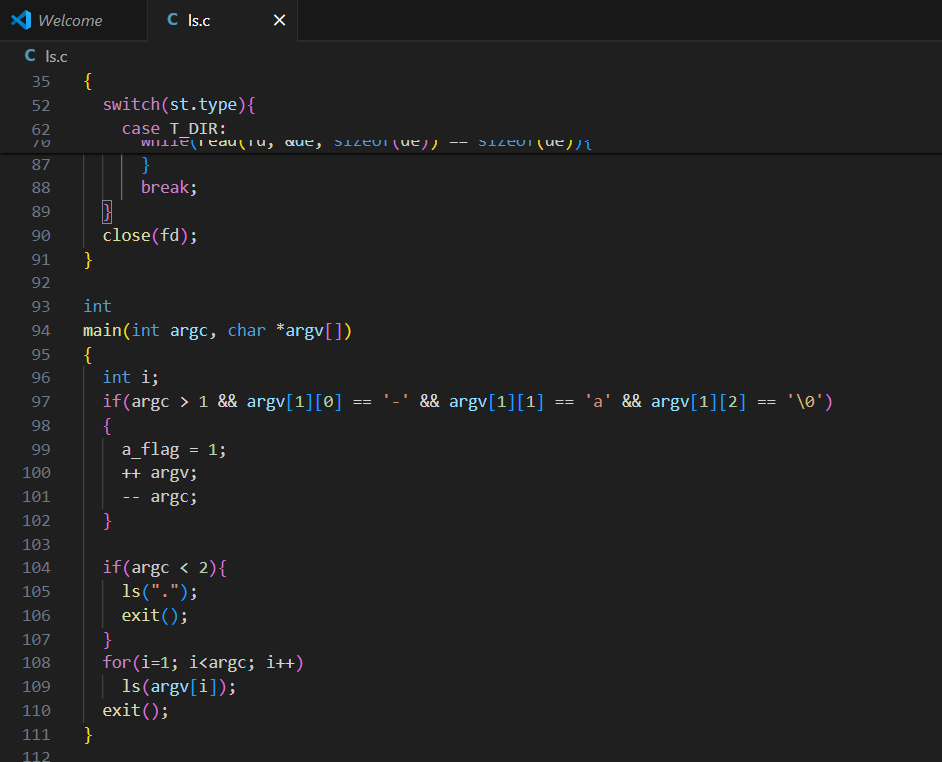 Welcome
C ls.c ×
C ls.c
35 {
52 switch(st.type){
62 case T_DIR:
70 while(read(fd, &de, sizeof(de)) == sizeof(de)){
87 }
88 break;
89 }
90 close(fd);
91 }
92
93 int
94 main(int argc, char *argv[])
95 {
96 int i;
97 if(argc > 1 && argv[1][0] == '-' && argv[1][1] == 'a' && argv[1][2] == '\0')
98 {
99 a_flag = 1;
100 ++ argv;
101 -- argc;
102 }
103
104 if(argc < 2){
105 ls(".");
106 exit();
107 }
108 for(i=1; i<argc; i++)
109 ls(argv[i]);
110 exit();
111 }
112